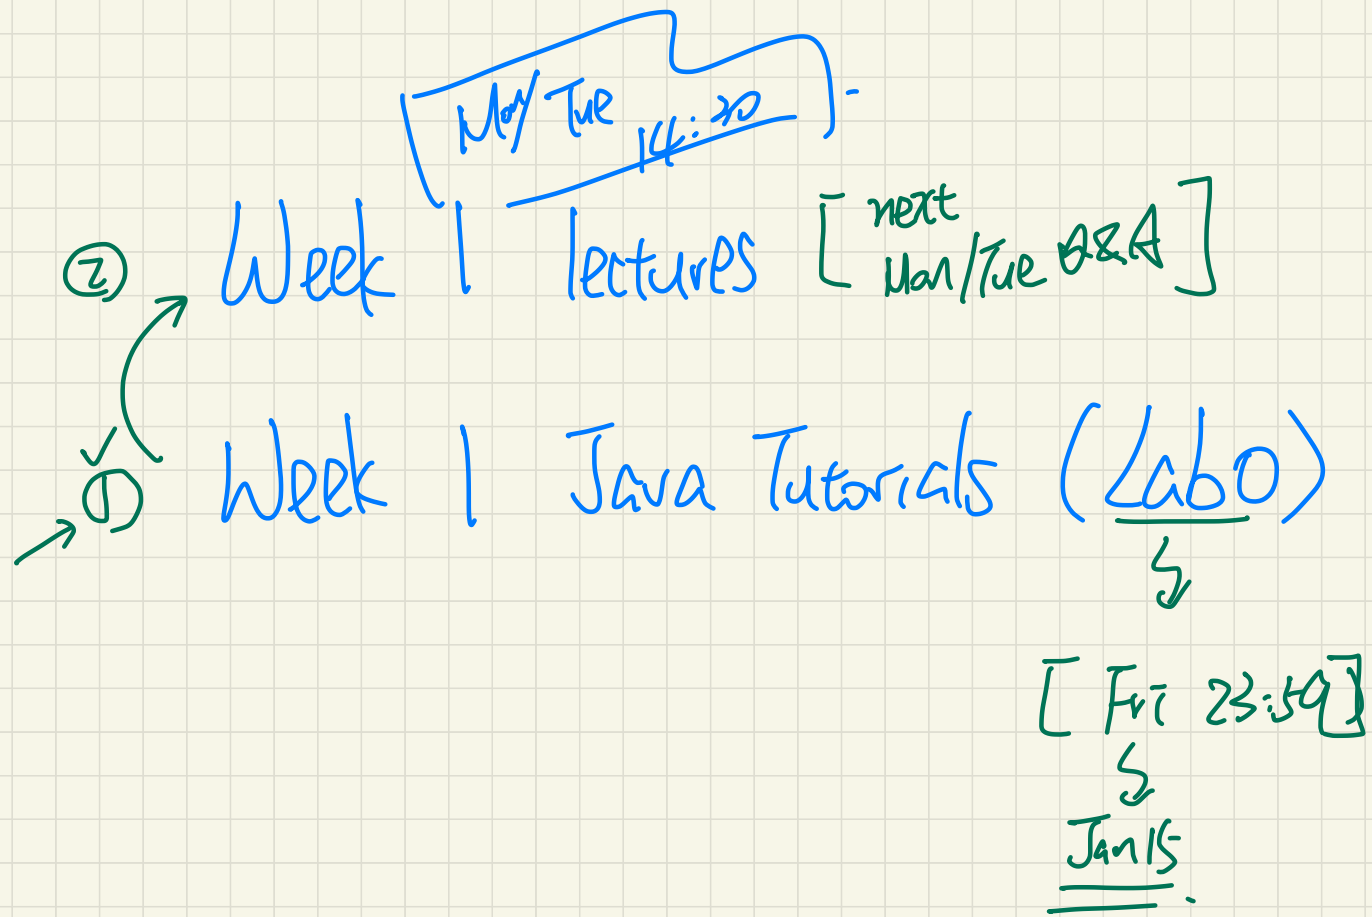 Mon/Tue 14:30
② Week 1 lectures [next Mon/Tue Q&A]
① Week 1 Java Tutorials (Lab0)
[Fri 23:59]
Jan 15